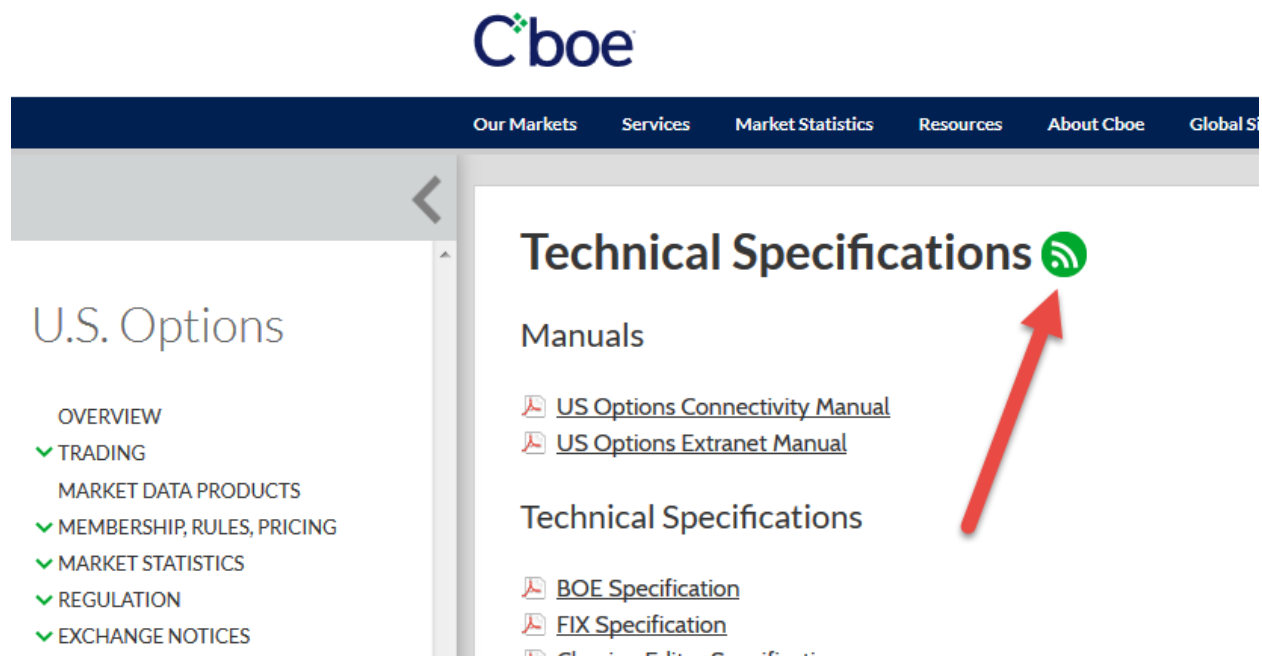 Cboe
Our Markets Services Market Statistics Resources About Cboe Global
Technical Specifications
U.S. Options
Manuals
US Options Connectivity Manual
US Options Extranet Manual
OVERVIEW
TRADING
MARKET DATA PRODUCTS
MEMBERSHIP, RULES, PRICING
MARKET STATISTICS
REGULATION
EXCHANGE NOTICES
Technical Specifications
BOE Specification
FIX Specification